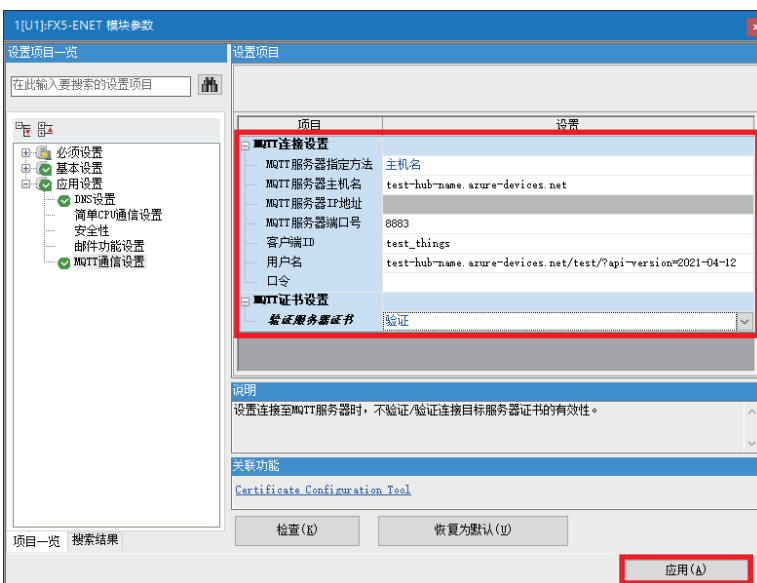 1[U1]:FX5-ENET 模块参数
设置项目一览
在此输入要搜索的设置项目
必须设置
基本设置
应用设置
DNS设置
简单CPU通信设置
安全性
邮件功能设置
MQTT通信设置
项目一览 搜索结果
设置项目
项目 设置
MQTT连接设置
MQTT服务器指定方法 主机名
MQTT服务器主机名 test-hub-name.azure-devices.net
MQTT服务器IP地址
MQTT服务器端口号 8883
客户端ID test_things
用户名 test-hub-name.azure-devices.net/test/?api-version=2021-04-12
口令
MQTT证书设置
验证服务器证书 验证
说明
设置连接至MQTT服务器时，不验证/验证连接目标服务器证书的有效性。
关联功能
Certificate Configuration Tool
检查(K) 恢复为默认(U)
应用(A)